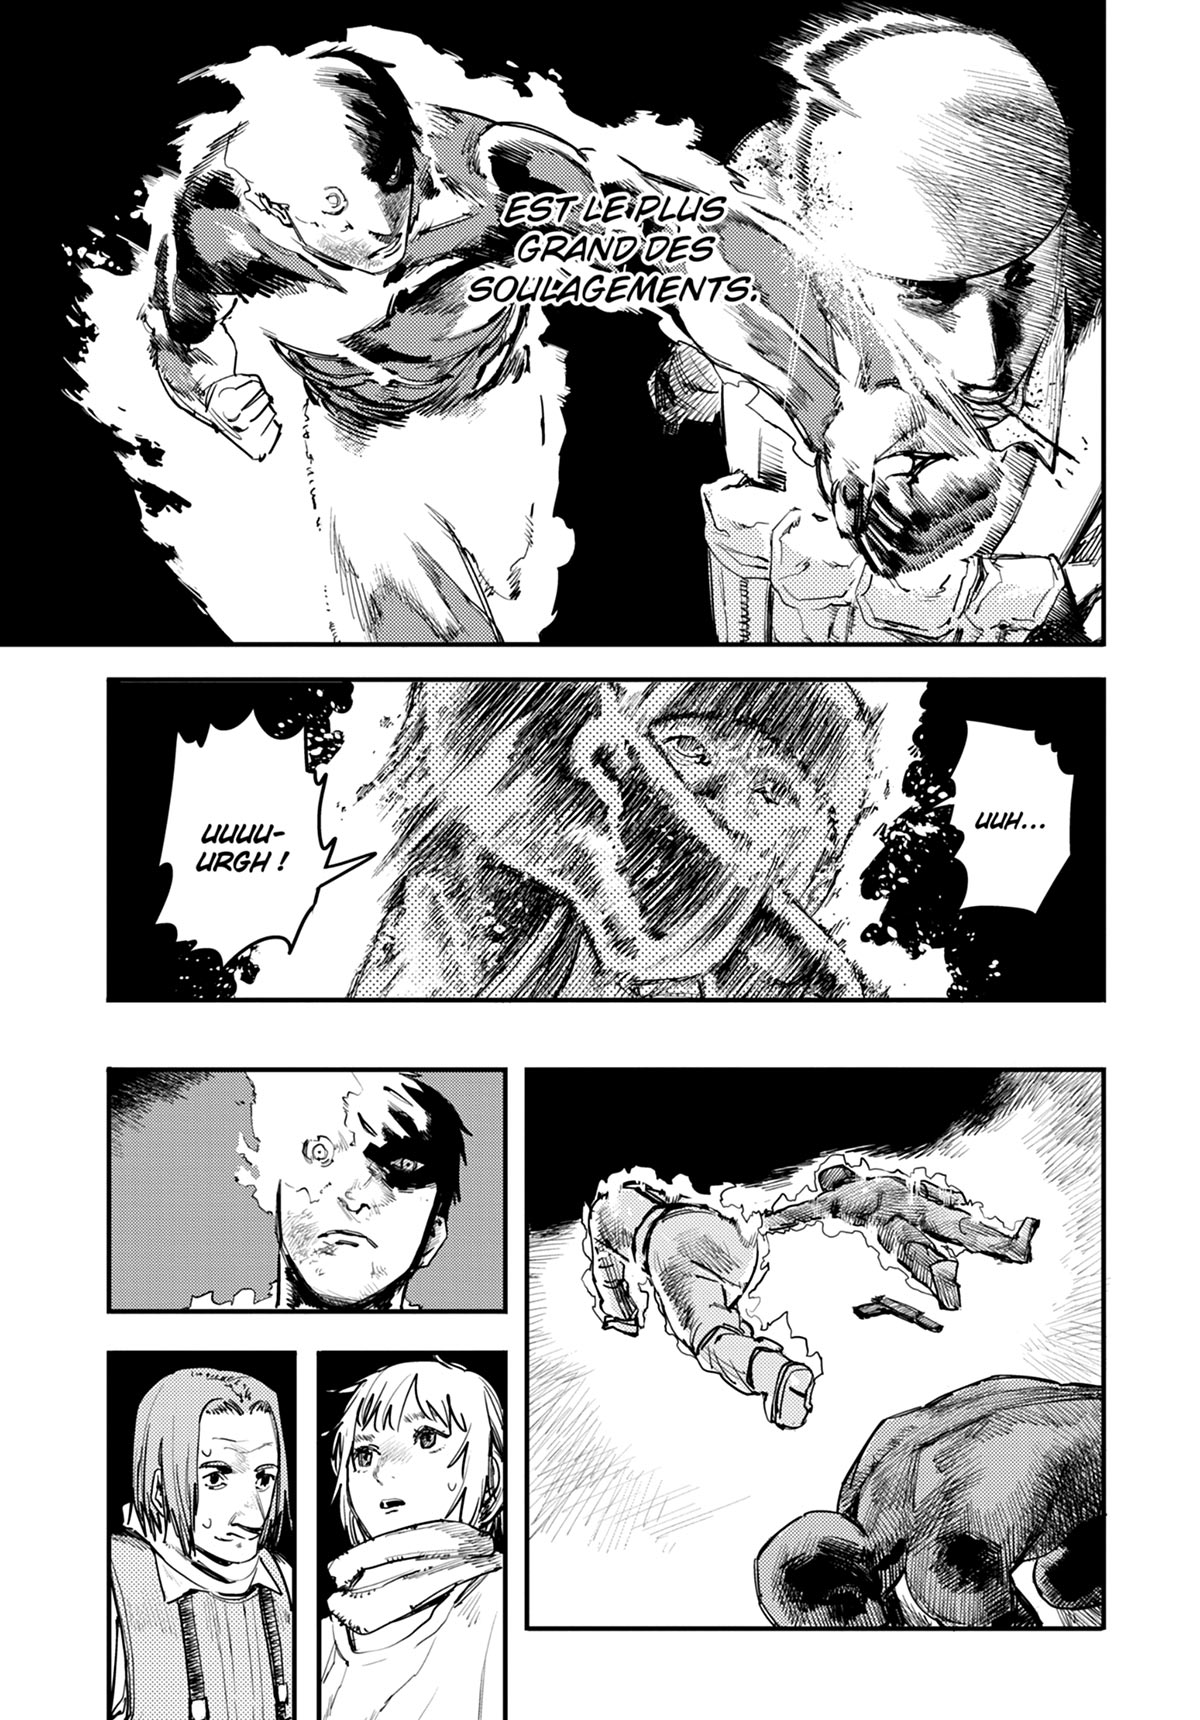 EST LE PLUS
GRAND DES
SOULAGEMENTS.
UUH...
UUUU-
URGH !